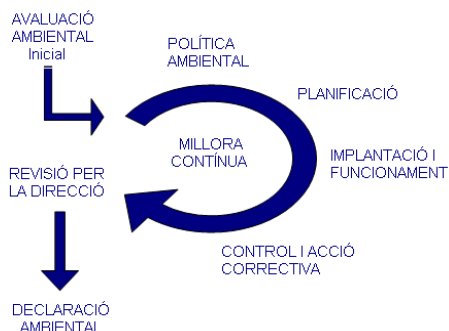 AVALUACIÓ
AMBIENTAL
Inicial
POLÍTICA
AMBIENTAL
PLANIFICACIÓ
MILLORA
CONTÍNUA
IMPLANTACIÓ I
FUNCIONAMENT
REVISIÓ PER
LA DIRECCIÓ
CONTROL I ACCIÓ
CORRECTIVA
DECLARACIÓ
AMBIENTAL